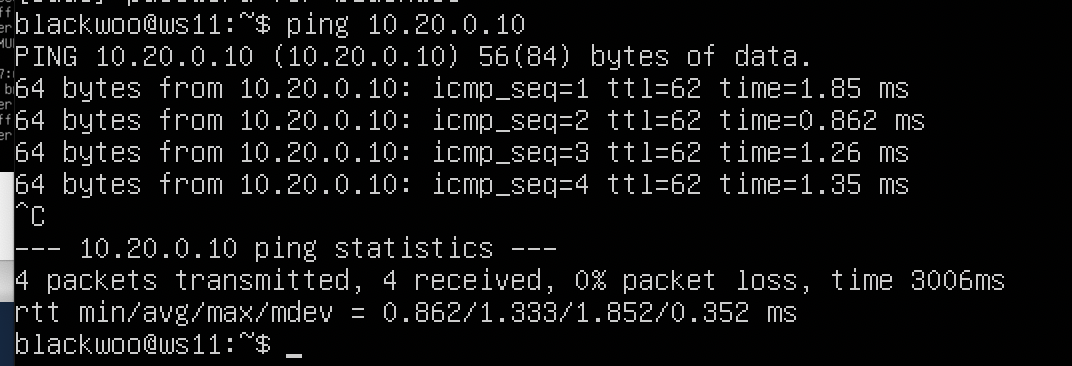 blackwoo@ws11:~$ ping 10.20.0.10
PING 10.20.0.10 (10.20.0.10) 56(84) bytes of data.
64 bytes from 10.20.0.10: icmp_seq=1 ttl=62 time=1.85 ms
64 bytes from 10.20.0.10: icmp_seq=2 ttl=62 time=0.862 ms
64 bytes from 10.20.0.10: icmp_seq=3 ttl=62 time=1.26 ms
64 bytes from 10.20.0.10: icmp_seq=4 ttl=62 time=1.35 ms
^C
--- 10.20.0.10 ping statistics ---
4 packets transmitted, 4 received, 0% packet loss, time 3006ms
rtt min/avg/max/mdev = 0.862/1.333/1.852/0.352 ms
blackwoo@ws11:~$ _